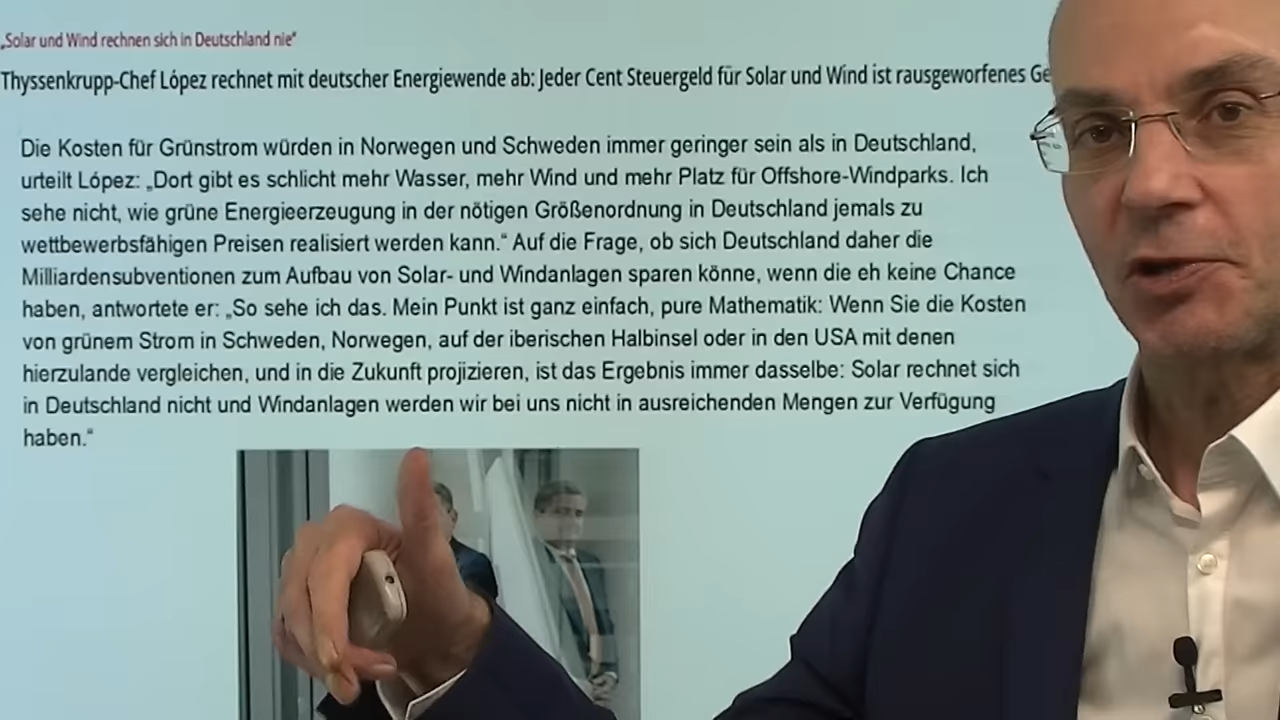 „Solar und Wind rechnen sich in Deutschland nie“
Thyssenkrupp-Chef López rechnet mit deutscher Energiewende ab: Jeder Cent Steuergeld für Solar und Wind ist rausgeworfenes Ge
Die Kosten für Grünstrom würden in Norwegen und Schweden immer geringer sein als in Deutschland,
urteilt López: „Dort gibt es schlicht mehr Wasser, mehr Wind und mehr Platz für Offshore-Windparks. Ich
sehe nicht, wie grüne Energieerzeugung in der nötigen Größenordnung in Deutschland jemals zu
wettbewerbsfähigen Preisen realisiert werden kann.“ Auf die Frage, ob sich Deutschland daher die
Milliardensubventionen zum Aufbau von Solar- und Windanlagen sparen könne, wenn die eh keine Chance
haben, antwortete er: „So sehe ich das. Mein Punkt ist ganz einfach, pure Mathematik: Wenn Sie die Kosten
von grünem Strom in Schweden, Norwegen, auf der iberischen Halbinsel oder in den USA mit denen
hierzulande vergleichen, und in die Zukunft projizieren, ist das Ergebnis immer dasselbe: Solar rechnet sich
in Deutschland nicht und Windanlagen werden wir bei uns nicht in ausreichenden Mengen zur Verfügung
haben.“